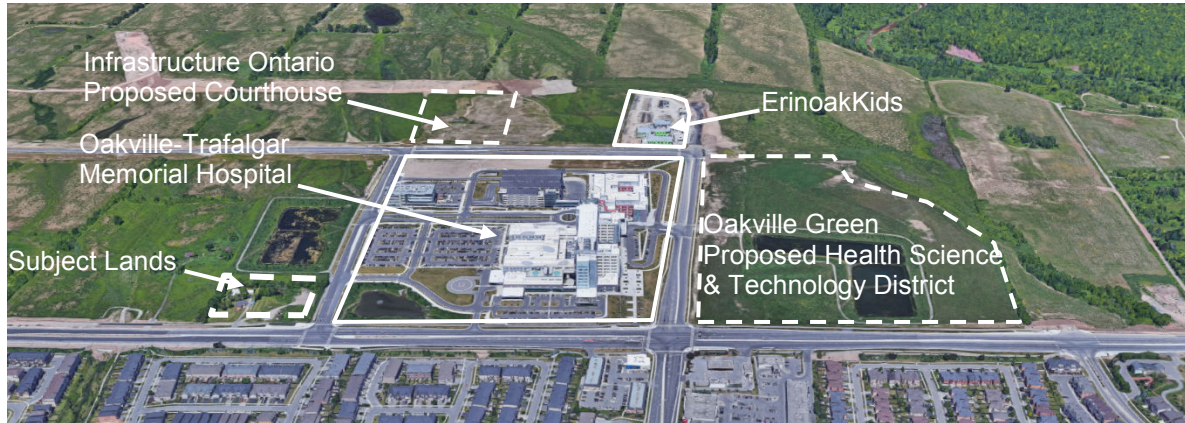 Infrastructure Ontario
Proposed Courthouse
ErinoakKids
Oakville-Trafalgar
Memorial Hospital
Oakville Green
Proposed Health Science
& Technology District
Subject Lands